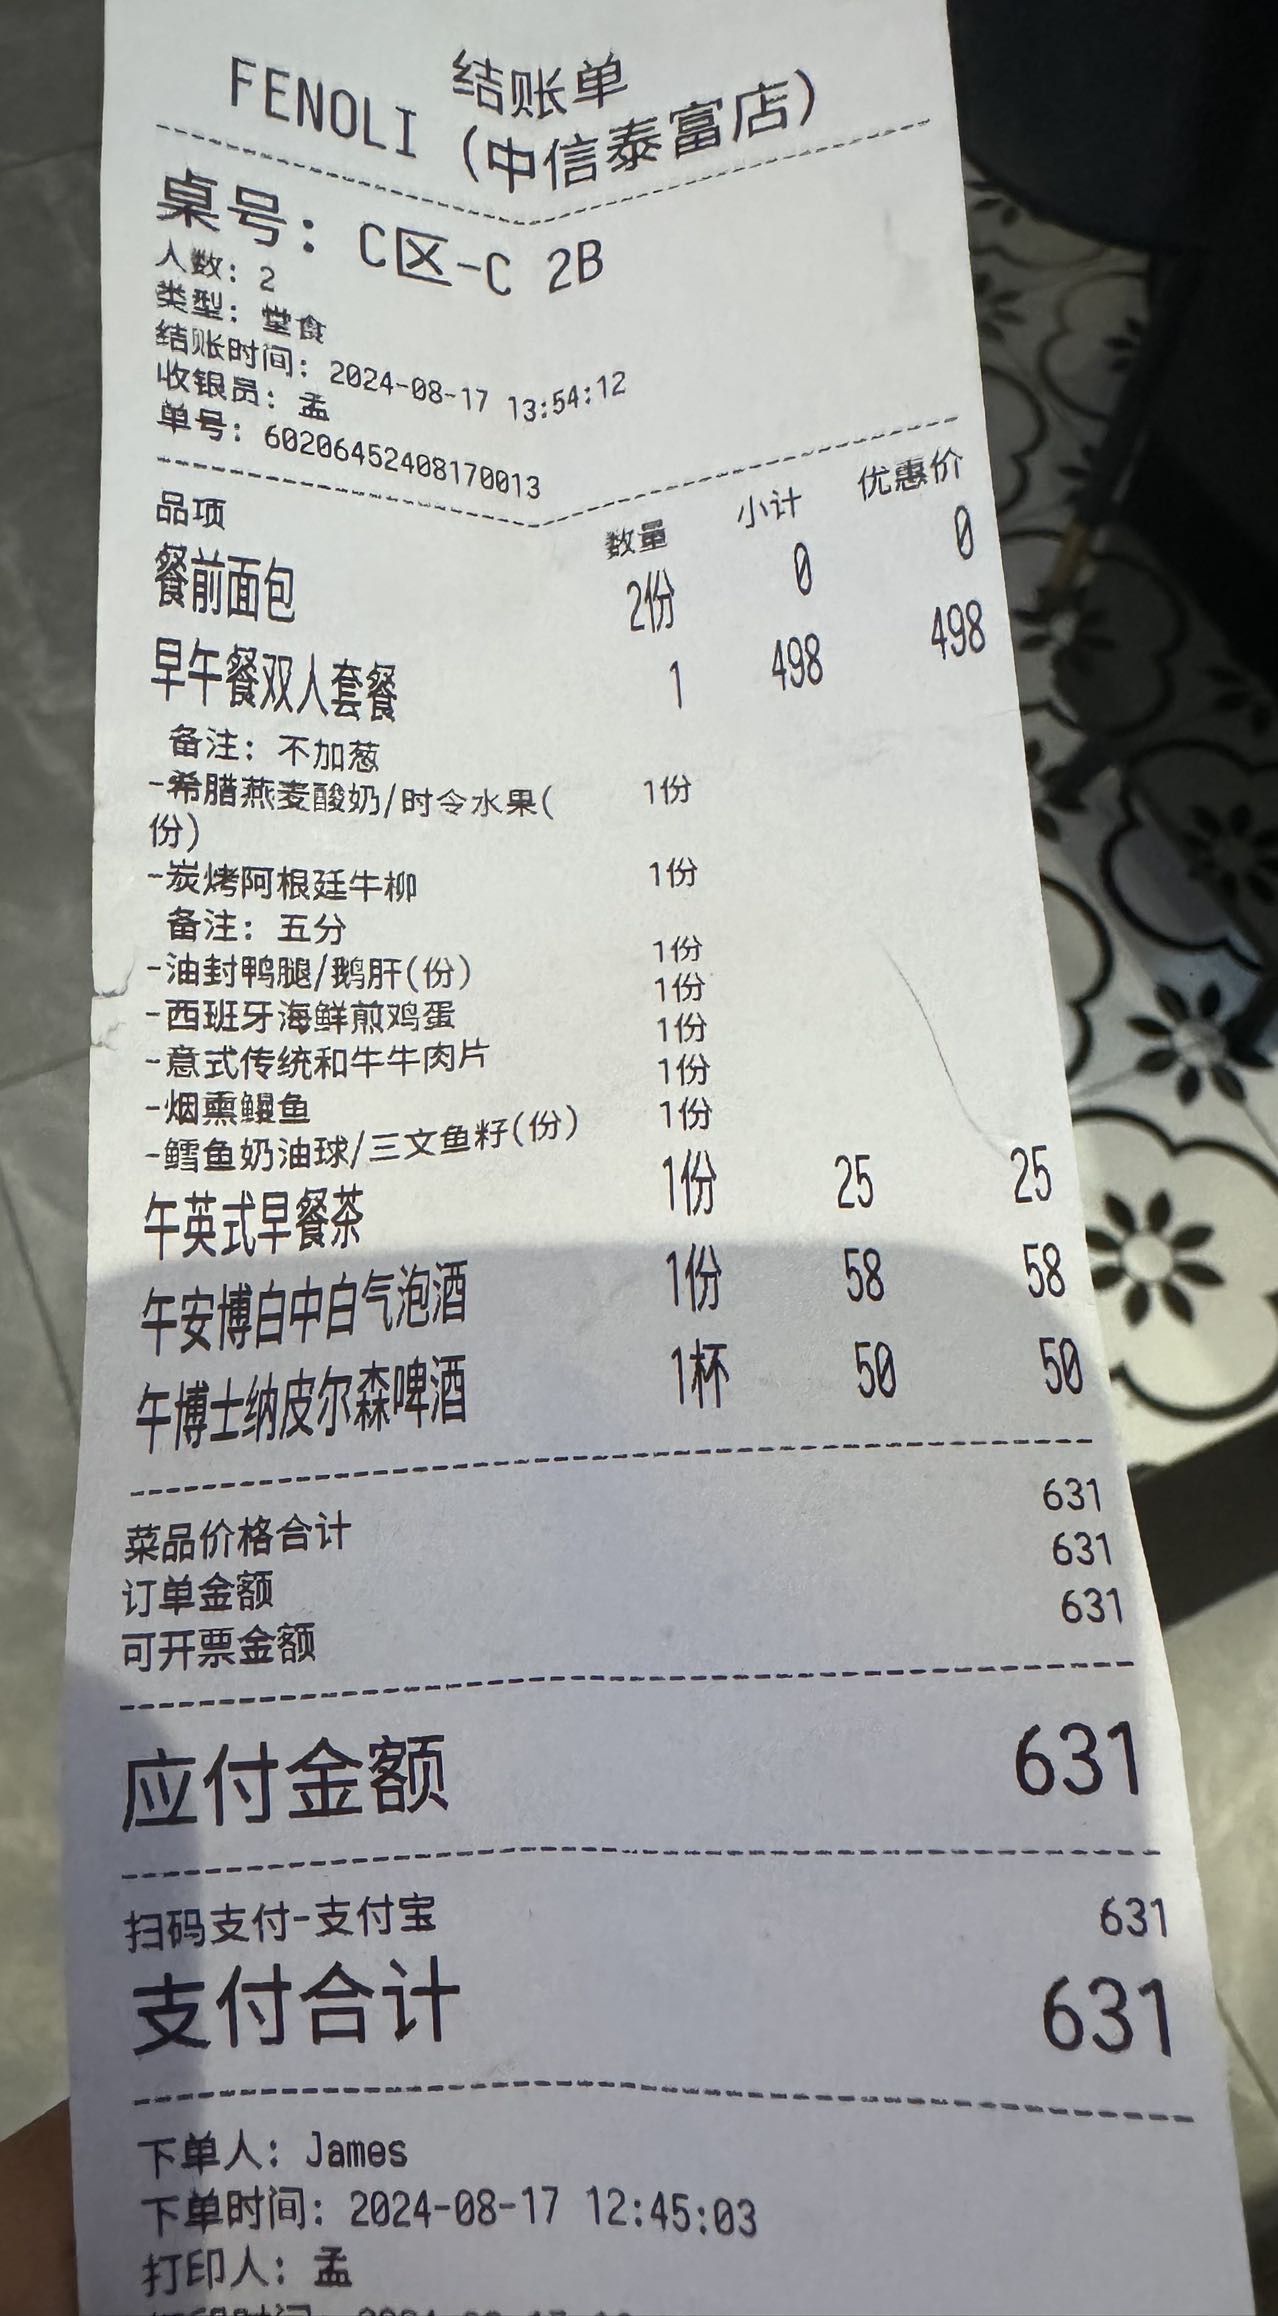 结账单
FENOLI (中信泰富店)
桌号: C区-C 2B
人数: 2
类型: 堂食
结账时间: 2024-08-17 13:54:12
收银员: 孟
单号: 60206452408170013
品项 数量 小计 优惠价
餐前面包 2份 0 0
早午餐双人套餐 1 498 498
备注: 不加葱
-希腊燕麦酸奶/时令水果( 1份
份)
-炭烤阿根廷牛柳 1份
备注: 五分
-油封鸭腿/鹅肝(份) 1份
-西班牙海鲜煎鸡蛋 1份
-意式传统和牛牛肉片 1份
-烟熏鳗鱼 1份
-鳕鱼奶油球/三文鱼籽(份) 1份
午英式早餐茶 1份 25 25
午安博白中白气泡酒 1份 58 58
午博士纳皮尔森啤酒 1杯 50 50
菜品价格合计 631
订单金额 631
可开票金额 631
应付金额 631
扫码支付-支付宝 631
支付合计 631
下单人: James
下单时间: 2024-08-17 12:45:03
打印人: 孟